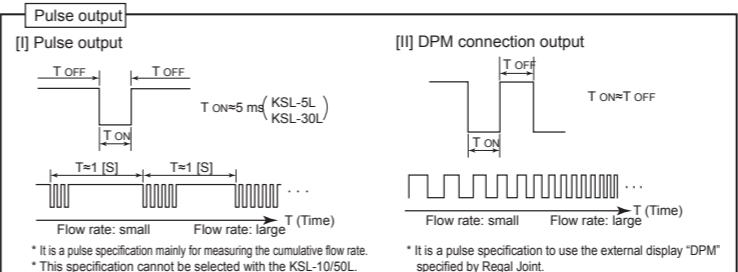 Pulse output
[I] Pulse output
T OFF
T OFF
T ON≈5 ms( KSL-5L
KSL-30L )
T ON
T≈1 [S]
T≈1 [S]
· · ·
T (Time)
Flow rate: small
Flow rate: large
* It is a pulse specification mainly for measuring the cumulative flow rate.
* This specification cannot be selected with the KSL-10/50L.
[II] DPM connection output
T OFF
T ON≈T OFF
T ON
· · ·
T (Time)
Flow rate: small
Flow rate: large
* It is a pulse specification to use the external display “DPM”
specified by Regal Joint.